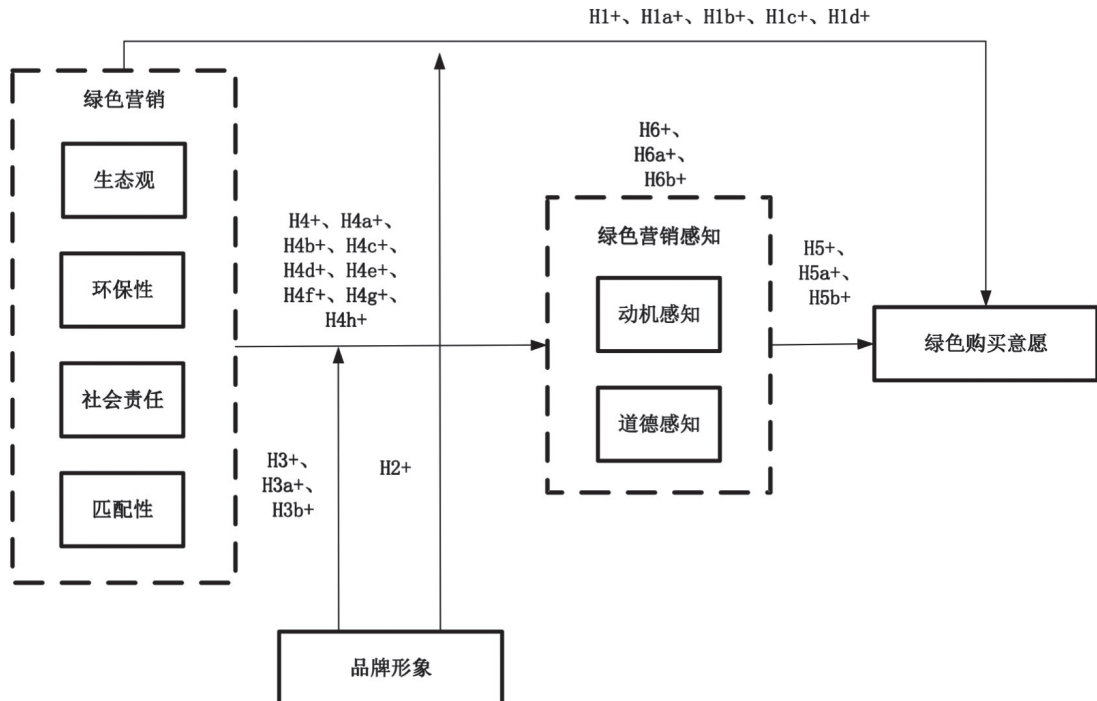 H1+、H1a+、H1b+、H1c+、H1d+
绿色营销
生态观
环保性
社会责任
匹配性
H4+、H4a+、
H4b+、H4c+、
H4d+、H4e+、
H4f+、H4g+、
H4h+
H3+、
H3a+、
H3b+
H2+
H6+、
H6a+、
H6b+
绿色营销感知
动机感知
道德感知
H5+、
H5a+、
H5b+
绿色购买意愿
品牌形象